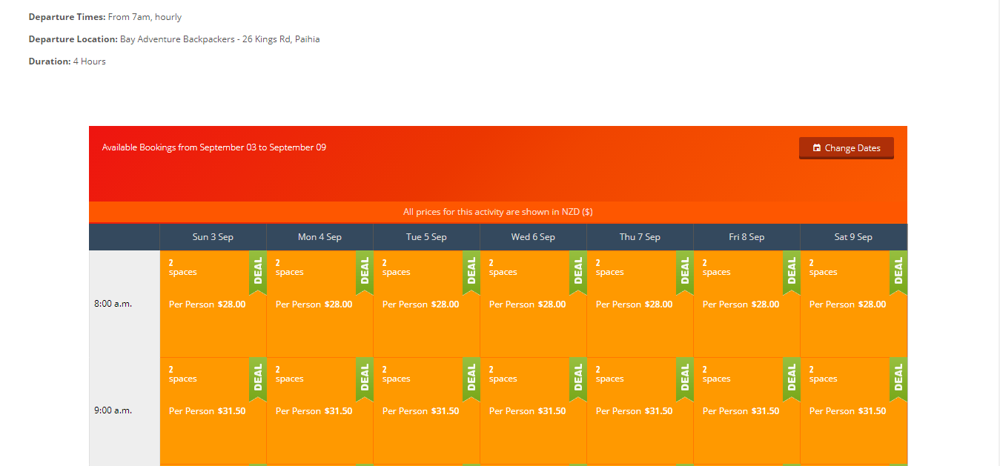 Departure Times: From 7am, hourly
Departure Location: Bay Adventure Backpackers - 26 Kings Rd, Paihia
Duration: 4 Hours
Available Bookings from September 03 to September 09
Change Dates
All prices for this activity are shown in NZD ($)
Sun 3 Sep Mon 4 Sep Tue 5 Sep Wed 6 Sep Thu 7 Sep Fri 8 Sep Sat 9 Sep
2 DEAL 2 DEAL 2 DEAL 2 DEAL 2 DEAL 2 DEAL 2 DEAL
spaces spaces spaces spaces spaces spaces spaces
8:00 a.m. Per Person $28.00 Per Person $28.00 Per Person $28.00 Per Person $28.00 Per Person $28.00 Per Person $28.00 Per Person $28.00
2 DEAL 2 DEAL 2 DEAL 2 DEAL 2 DEAL 2 DEAL 2 DEAL
spaces spaces spaces spaces spaces spaces spaces
9:00 a.m. Per Person $31.50 Per Person $31.50 Per Person $31.50 Per Person $31.50 Per Person $31.50 Per Person $31.50 Per Person $31.50